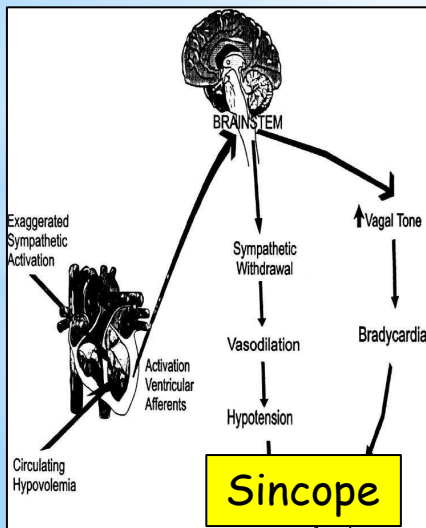 BRAINSTEM
Exaggerated
Sympathetic
Activation
↑Vagal Tone
Sympathetic
Withdrawal
Vasodilation
Bradycardia
Activation
Ventricular
Afferents
Hypotension
Circulating
Hypovolemia
Sincope